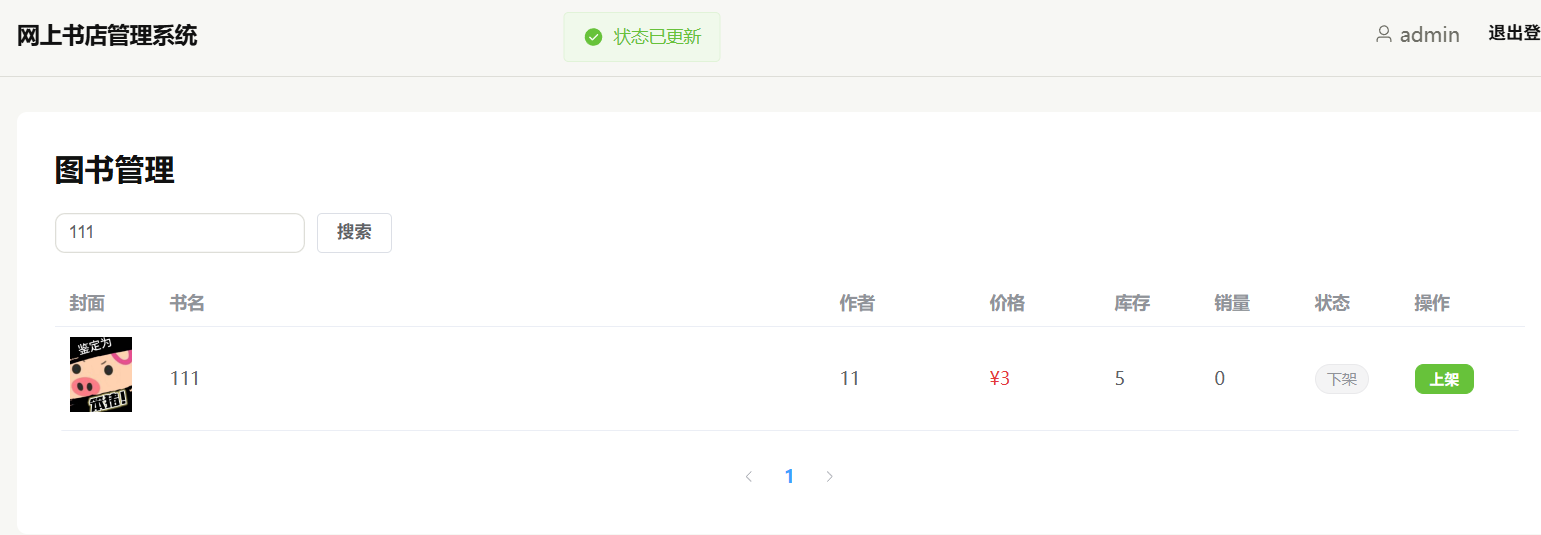 网上书店管理系统
状态已更新
admin
退出登
图书管理
111
搜索
封面 书名 作者 价格 库存 销量 状态 操作
鉴定为
笨猪!
111 11 ¥3 5 0 下架 上架
1